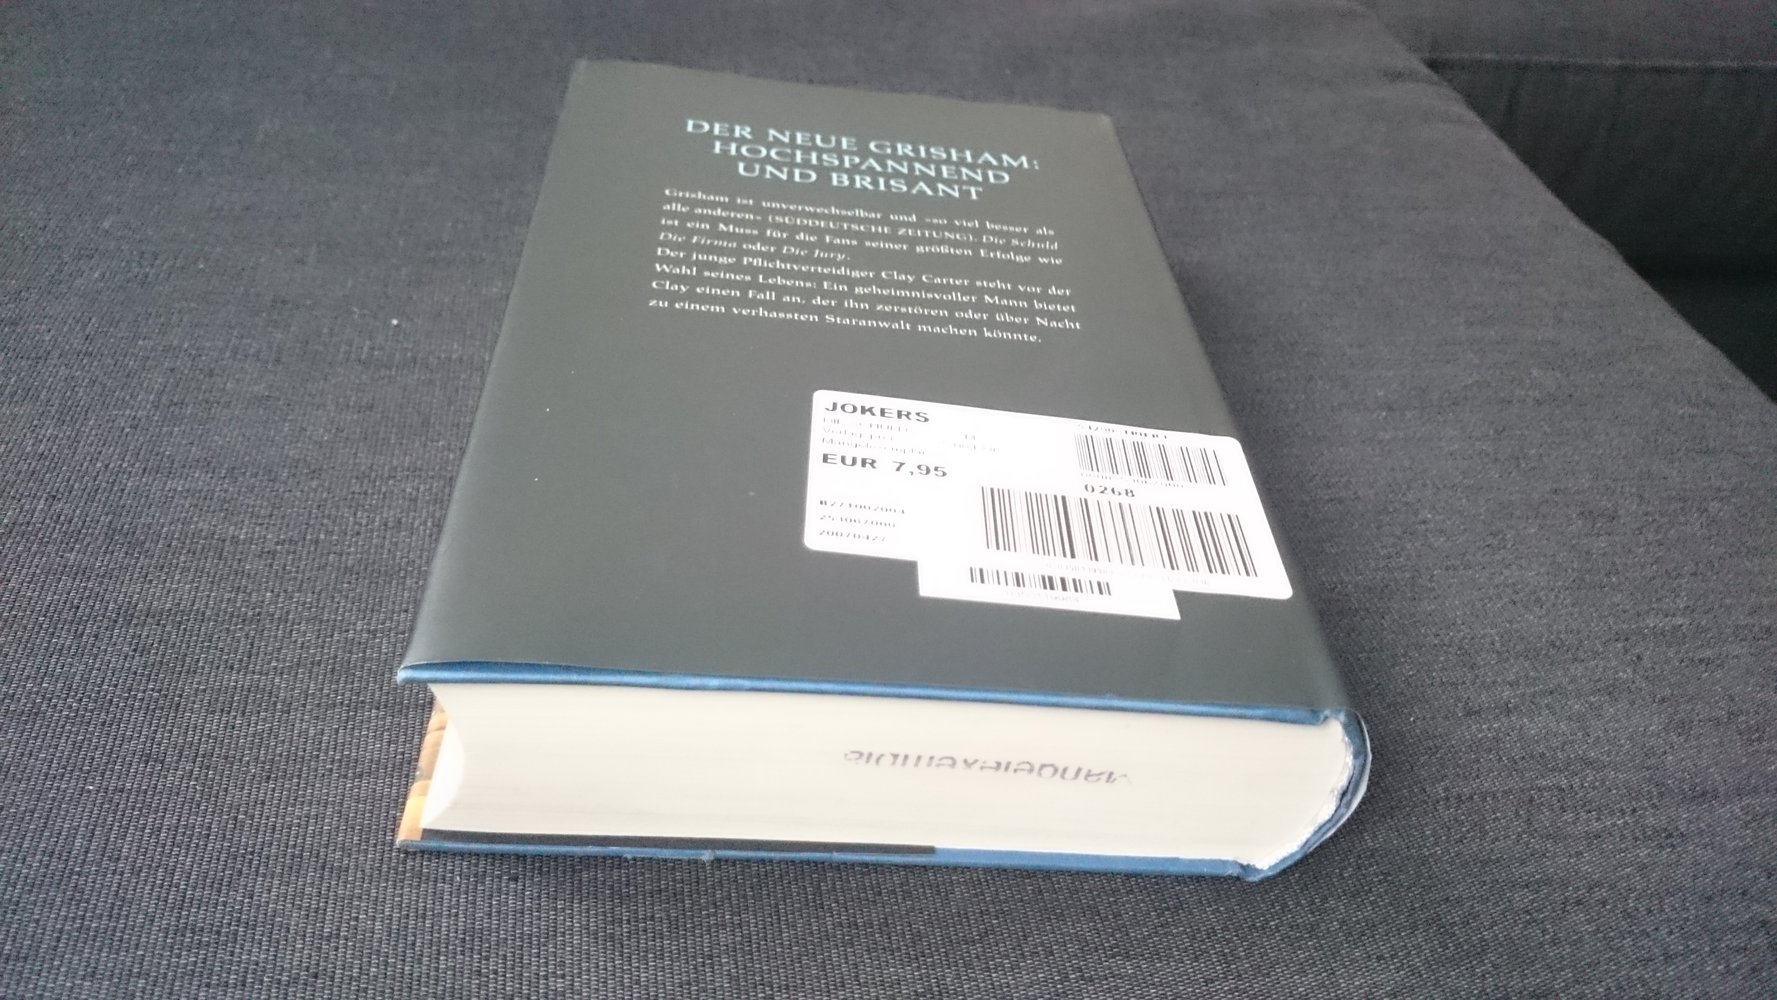 DER NEUE GRISHAM:
HOCHSPANNEND
UND BRISANT
Grisham ist unverwechselbar und »so viel besser als
alle anderen« (SÜDDEUTSCHE ZEITUNG). Die Schuld
ist ein Muss für die Fans seiner größten Erfolge wie
Die Firma oder Die Jury.
Der junge Pflichtverteidiger Clay Carter steht vor der
Wahl seines Lebens: Ein geheimnisvoller Mann bietet
Clay einen Fall an, der ihn zerstören oder über Nacht
zu einem verhassten Staranwalt machen könnte.
JOKERS
EUR 7,95
0268
Mängelexemplar